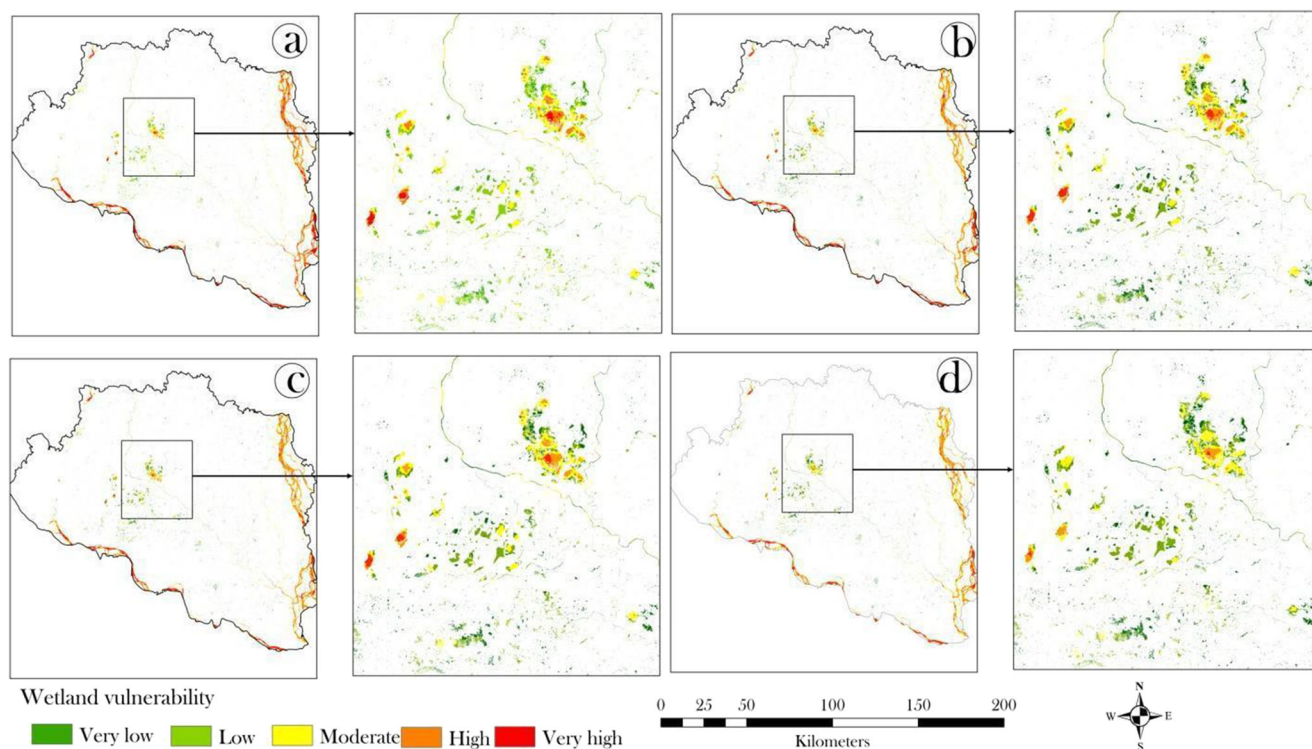 a
b
c
d
Wetland vulnerability
Very low
Low
Moderate
High
Very high
0 25 50 100 150 200
Kilometers
N
W E
S